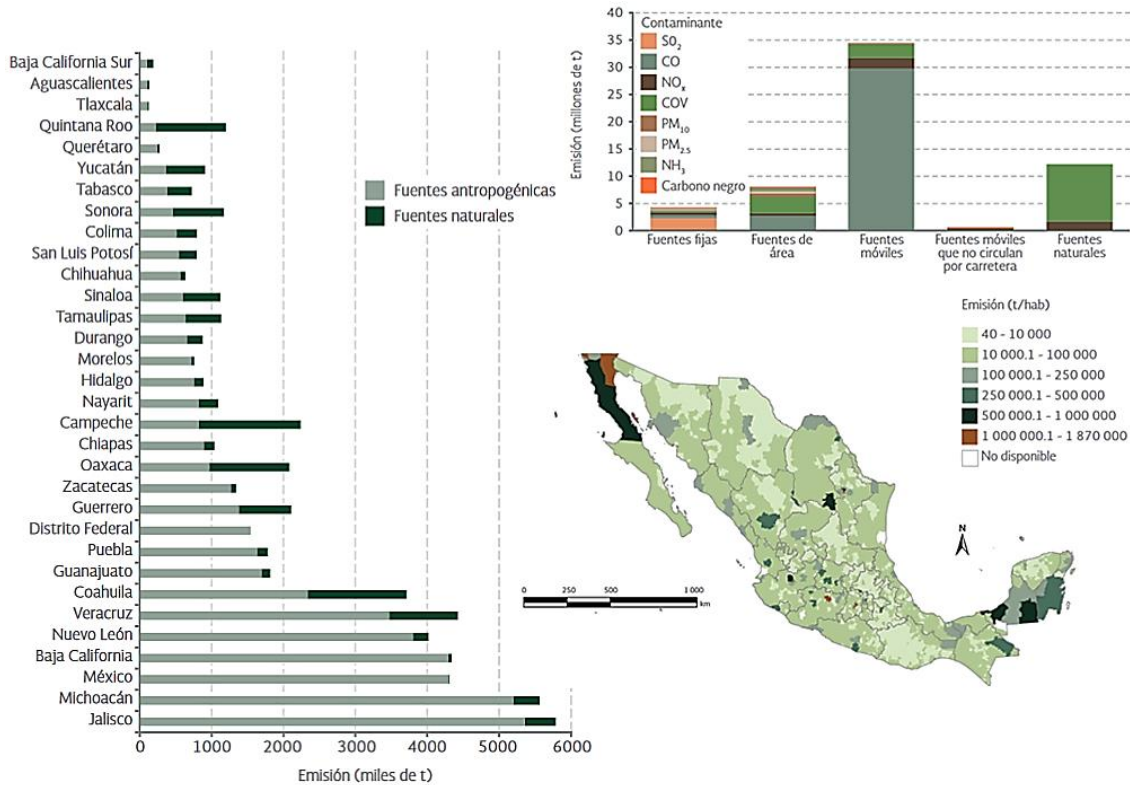 Baja California Sur
Aguascalientes
Tlaxcala
Quintana Roo
Querétaro
Yucatán
Tabasco
Sonora
Colima
San Luis Potosí
Chihuahua
Sinaloa
Tamaulipas
Durango
Morelos
Hidalgo
Nayarit
Campeche
Chiapas
Oaxaca
Zacatecas
Guerrero
Distrito Federal
Puebla
Guanajuato
Coahuila
Veracruz
Nuevo León
Baja California
México
Michoacán
Jalisco
0 1000 2000 3000 4000 5000 6000
Emisión (miles de t)
Fuentes antropogénicas
Fuentes naturales
Emisión (millones de t)
40
35
30
25
20
15
10
5
0
Contaminante
SO2
CO
NOx
COV
PM10
PM2.5
NH3
Carbono negro
Fuentes fijas
Fuentes de
área
Fuentes
móviles
Fuentes móviles
que no circulan
por carretera
Fuentes
naturales
Emisión (t/hab)
40 - 10 000
10 000.1 - 100 000
100 000.1 - 250 000
250 000.1 - 500 000
500 000.1 - 1 000 000
1 000 000.1 - 1 870 000
No disponible
N
0 250 500 1 000
km